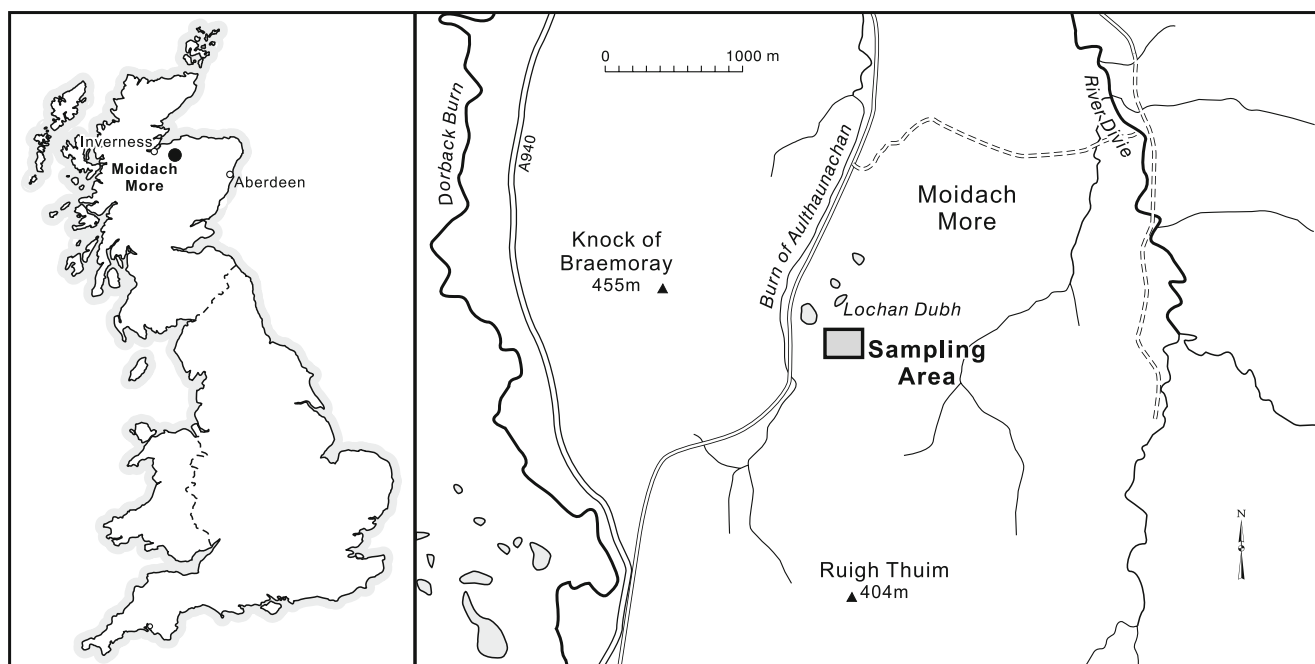 Inverness
Moidach
More
Aberdeen
0 1000 m
Dorback Burn
A940
Burn of Aulthaunachan
River Divie
Moidach
More
Knock of
Braemoray
455m
Lochan Dubh
Sampling
Area
N
Ruigh Thuim
404m